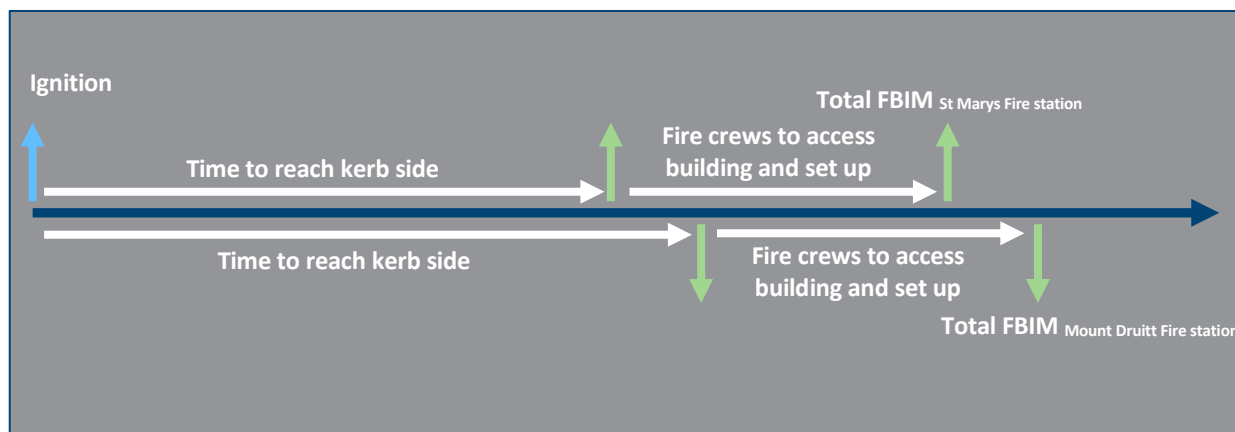 Ignition
Total FBIM St Marys Fire station
Fire crews to access
building and set up
Time to reach kerb side
Time to reach kerb side
Fire crews to access
building and set up
Total FBIM Mount Druitt Fire station